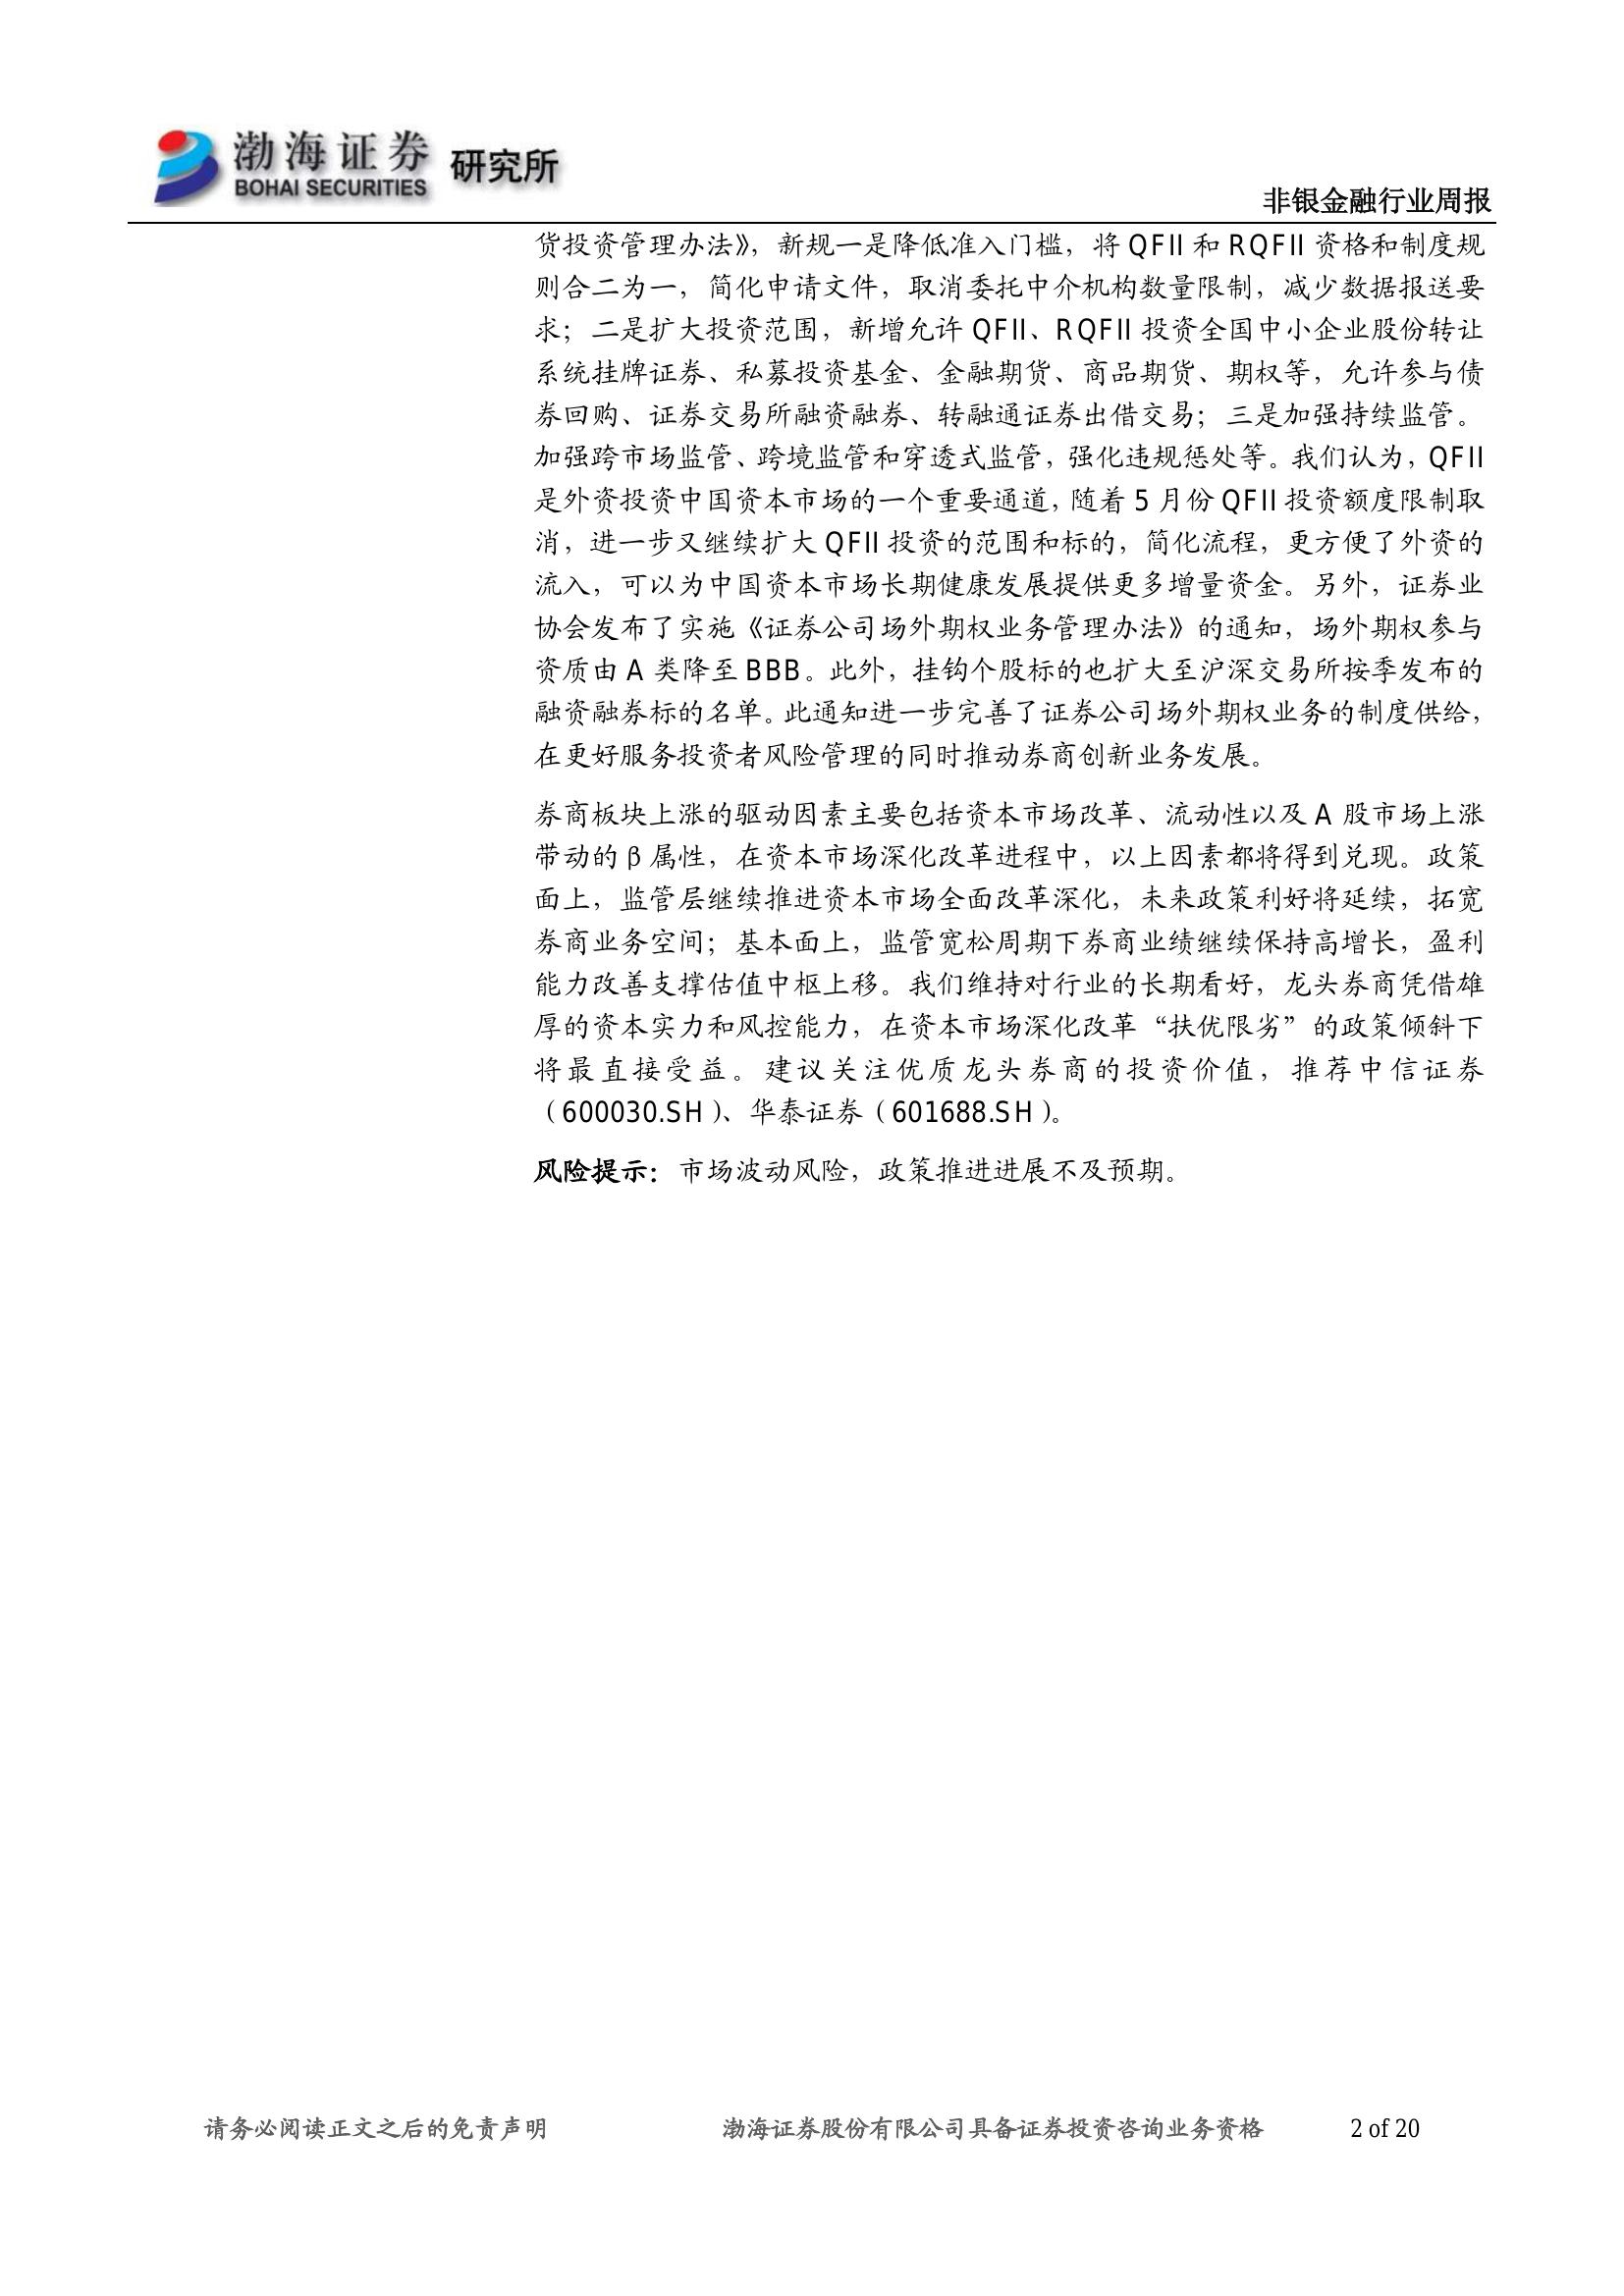 渤海证券 研究所
BOHAI SECURITIES
非银金融行业周报
货投资管理办法》，新规一是降低准入门槛，将 QFII 和 RQFII 资格和制度规
则合二为一，简化申请文件，取消委托中介机构数量限制，减少数据报送要
求；二是扩大投资范围，新增允许 QFII、RQFII 投资全国中小企业股份转让
系统挂牌证券、私募投资基金、金融期货、商品期货、期权等，允许参与债
券回购、证券交易所融资融券、转融通证券出借交易；三是加强持续监管。
加强跨市场监管、跨境监管和穿透式监管，强化违规惩处等。我们认为，QFII
是外资投资中国资本市场的一个重要通道，随着 5 月份 QFII 投资额度限制取
消，进一步又继续扩大 QFII 投资的范围和标的，简化流程，更方便了外资的
流入，可以为中国资本市场长期健康发展提供更多增量资金。另外，证券业
协会发布了实施《证券公司场外期权业务管理办法》的通知，场外期权参与
资质由 A 类降至 BBB。此外，挂钩个股标的也扩大至沪深交易所按季发布的
融资融券标的名单。此通知进一步完善了证券公司场外期权业务的制度供给，
在更好服务投资者风险管理的同时推动券商创新业务发展。
券商板块上涨的驱动因素主要包括资本市场改革、流动性以及 A 股市场上涨
带动的 β 属性，在资本市场深化改革进程中，以上因素都将得到兑现。政策
面上，监管层继续推进资本市场全面改革深化，未来政策利好将延续，拓宽
券商业务空间；基本面上，监管宽松周期下券商业绩继续保持高增长，盈利
能力改善支撑估值中枢上移。我们维持对行业的长期看好，龙头券商凭借雄
厚的资本实力和风控能力，在资本市场深化改革“扶优限劣”的政策倾斜下
将最直接受益。建议关注优质龙头券商的投资价值，推荐中信证券
（600030.SH）、华泰证券（601688.SH）。
风险提示：市场波动风险，政策推进进展不及预期。
请务必阅读正文之后的免责声明 渤海证券股份有限公司具备证券投资咨询业务资格 2 of 20